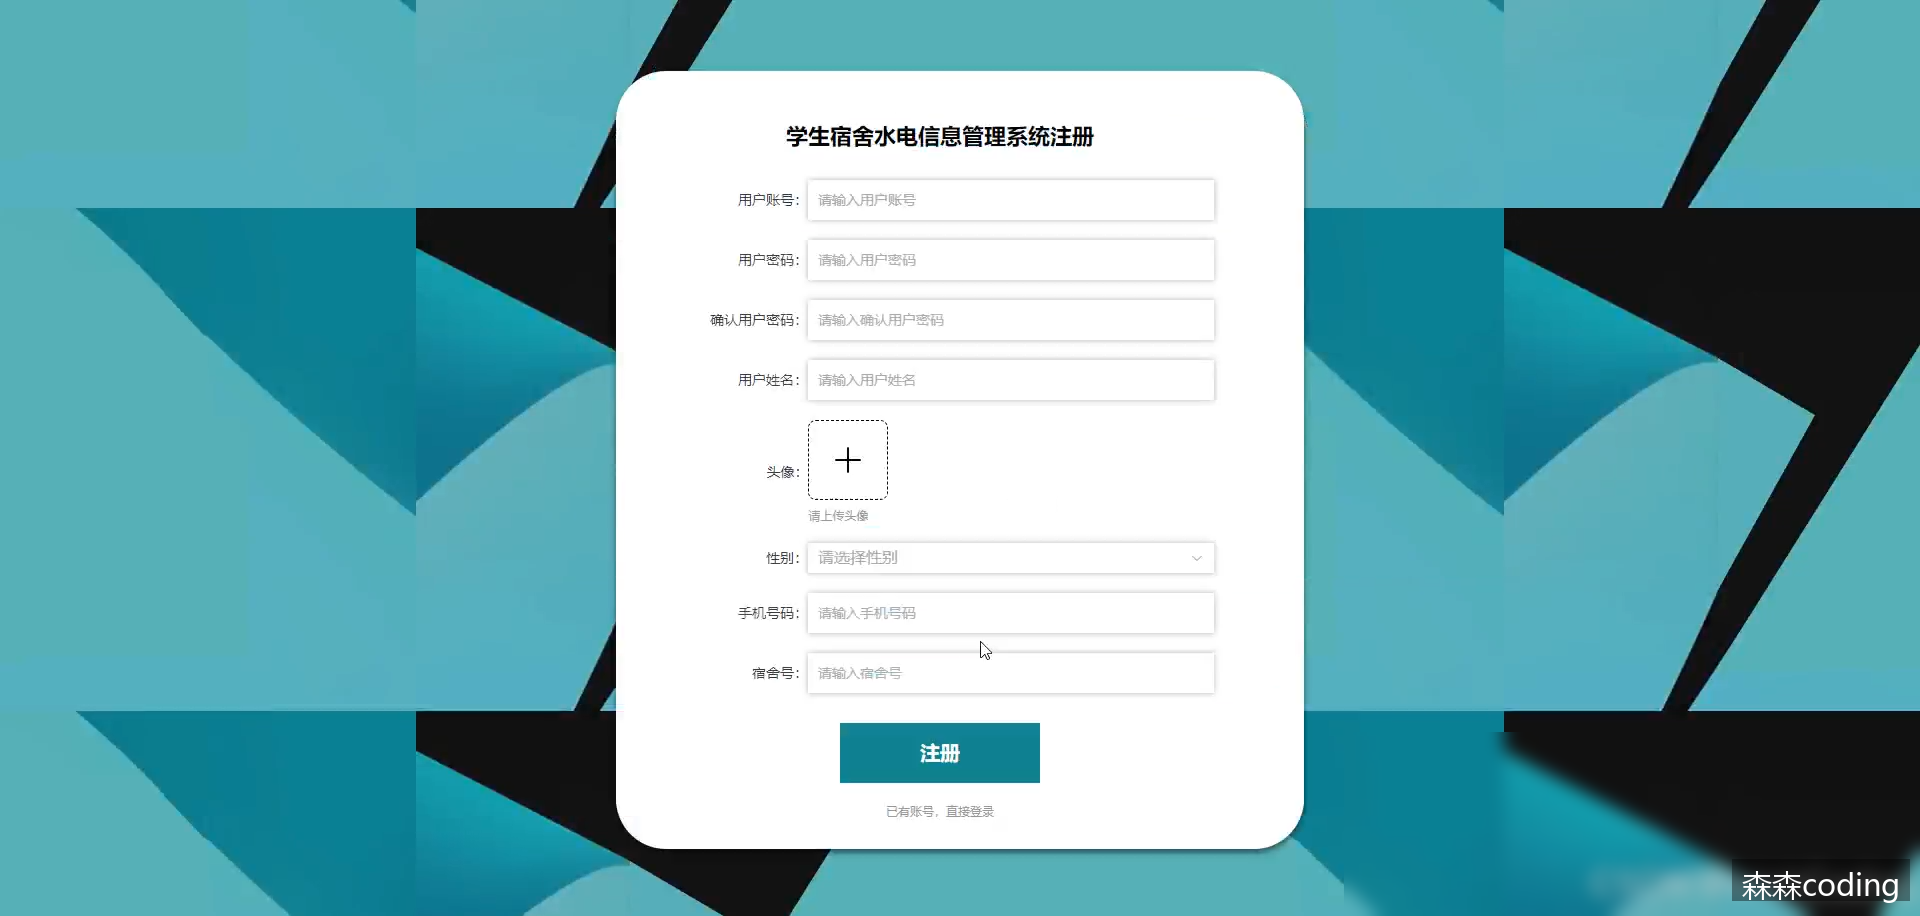 学生宿舍水电信息管理系统注册
用户账号： 请输入用户账号
用户密码： 请输入用户密码
确认用户密码： 请输入确认用户密码
用户姓名： 请输入用户姓名
头像：
请上传头像
性别： 请选择性别
手机号码： 请输入手机号码
宿舍号： 请输入宿舍号
注册
已有账号，直接登录
森森coding